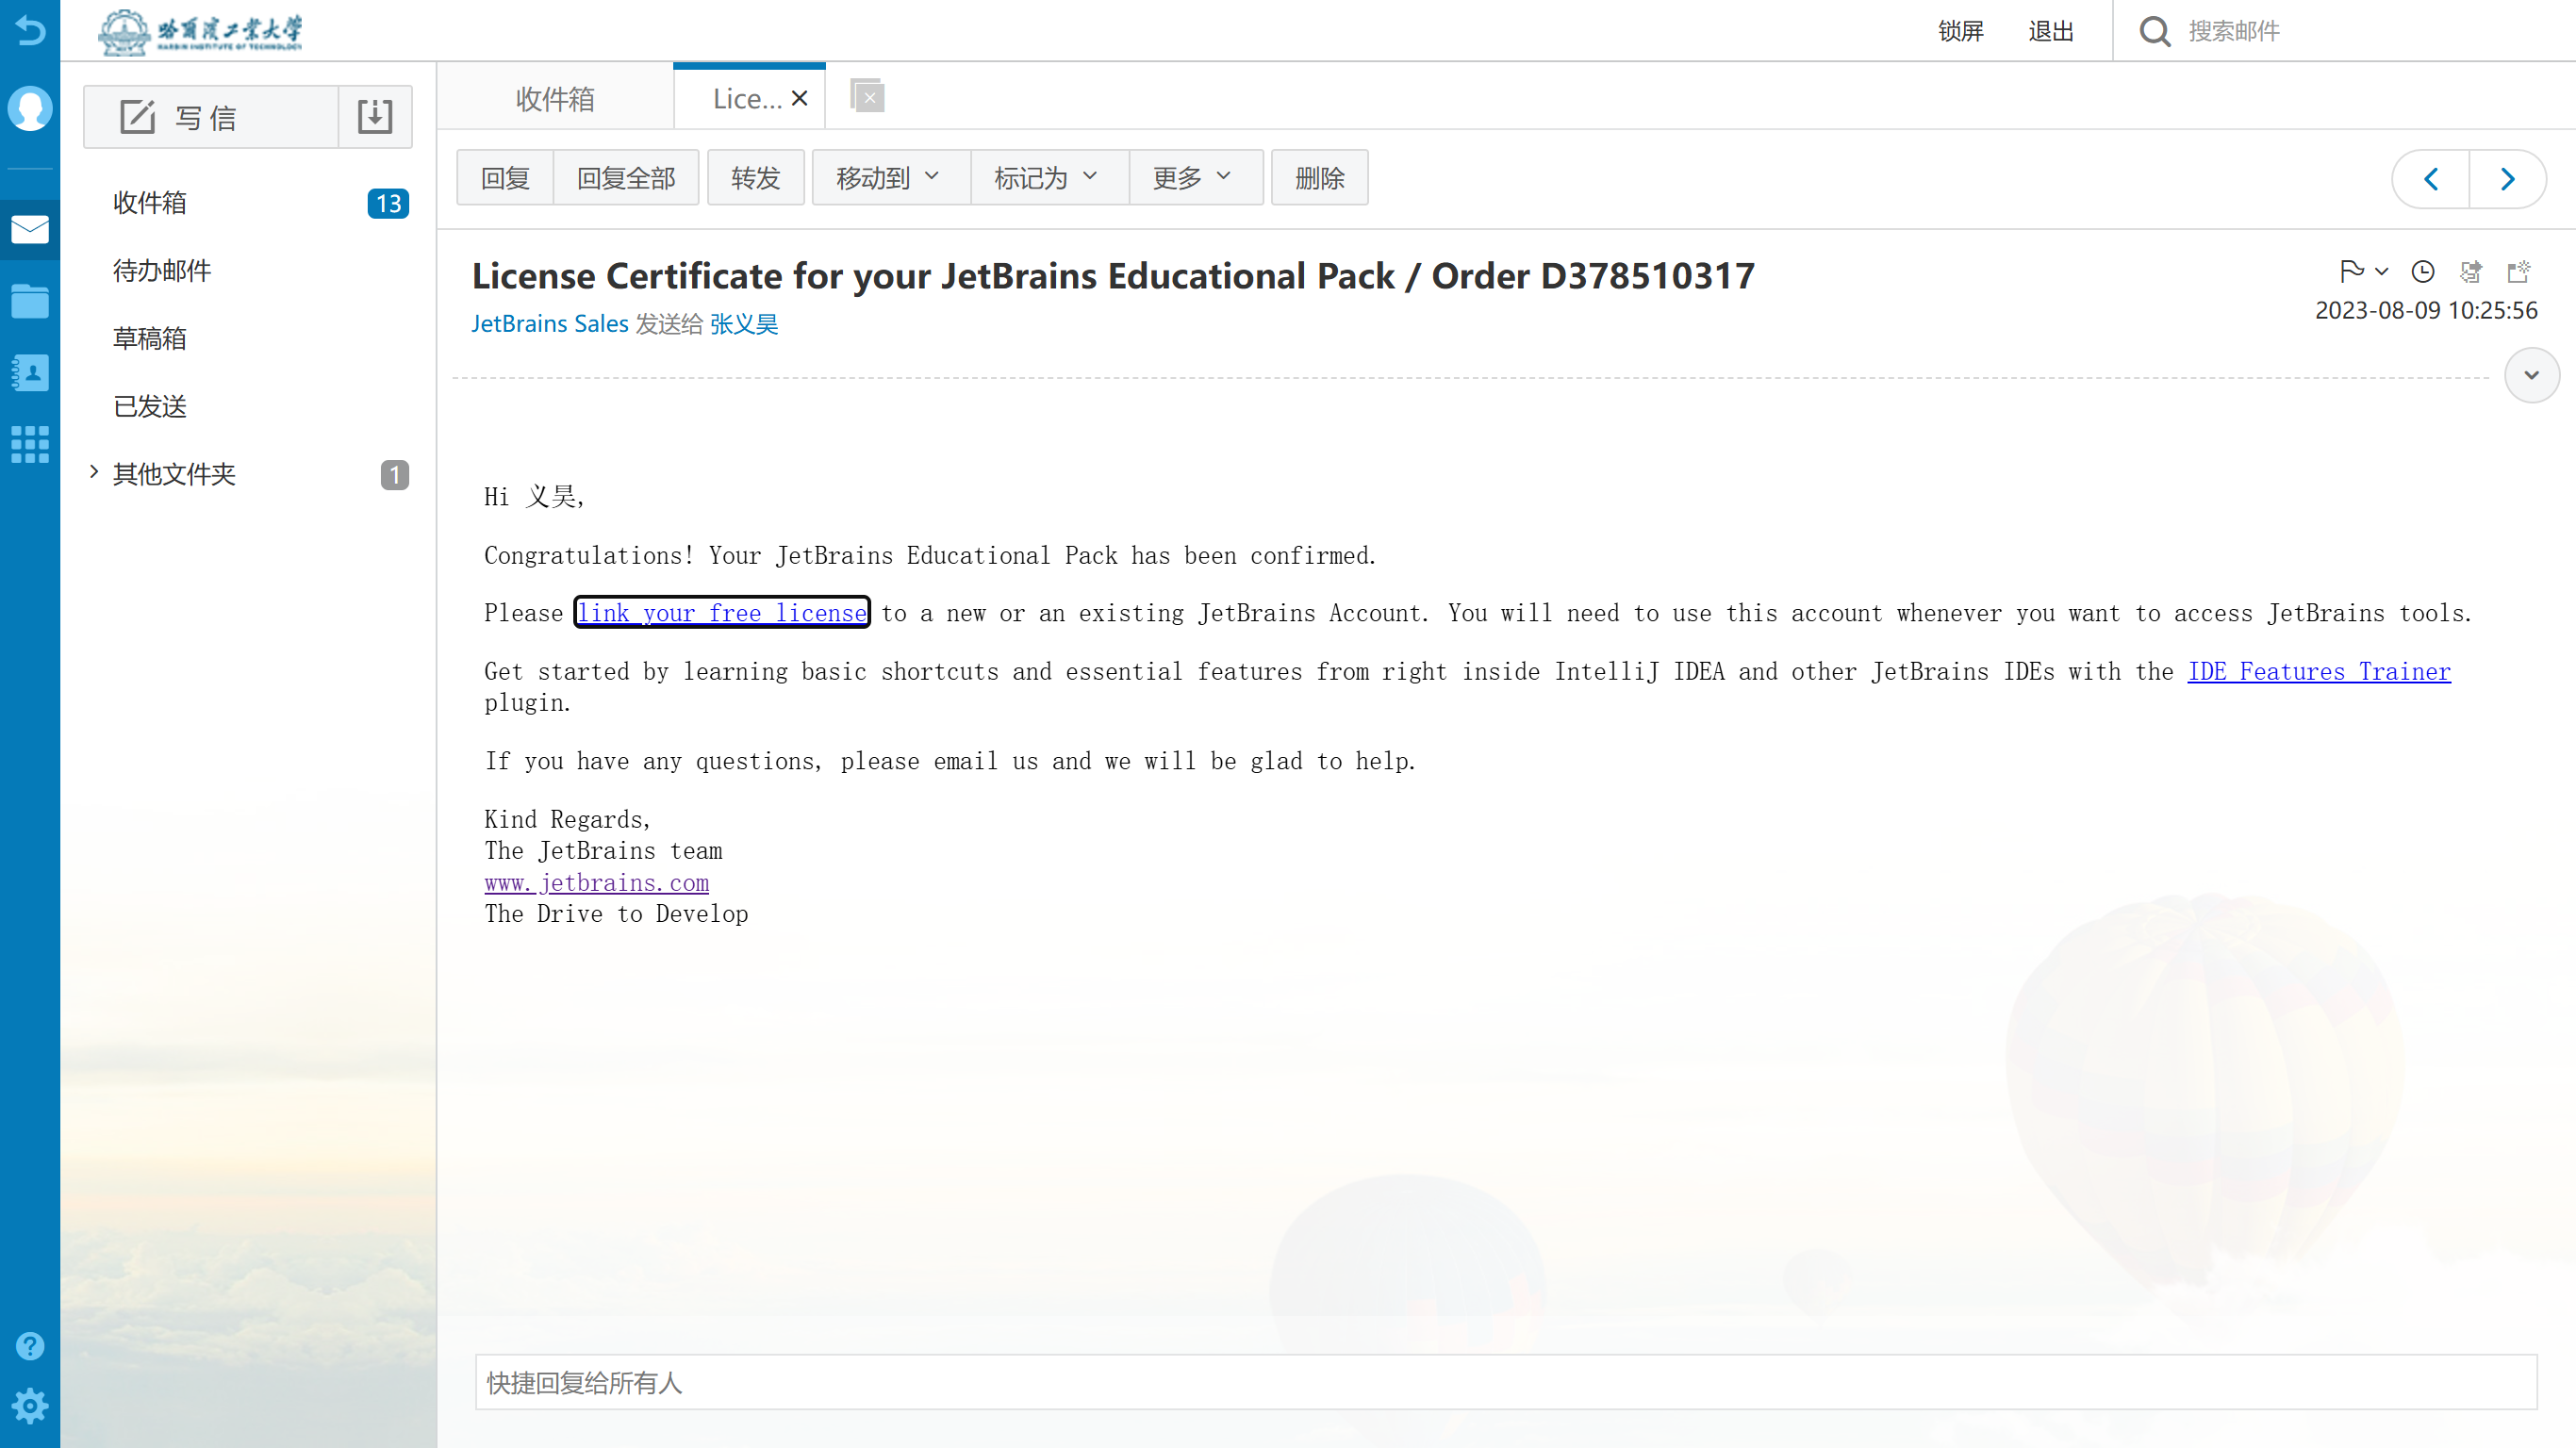 哈爾濱工業大學
HARBIN INSTITUTE OF TECHNOLOGY
锁屏
退出
搜索邮件
写 信
收件箱
13
待办邮件
草稿箱
已发送
其他文件夹
1
收件箱
Lice...
回复
回复全部
转发
移动到
标记为
更多
删除
License Certificate for your JetBrains Educational Pack / Order D378510317
JetBrains Sales 发送给 张义昊
2023-08-09 10:25:56
Hi 义昊,
Congratulations! Your JetBrains Educational Pack has been confirmed.
Please link your free license to a new or an existing JetBrains Account. You will need to use this account whenever you want to access JetBrains tools.
Get started by learning basic shortcuts and essential features from right inside IntelliJ IDEA and other JetBrains IDEs with the IDE Features Trainer
plugin.
If you have any questions, please email us and we will be glad to help.
Kind Regards,
The JetBrains team
www.jetbrains.com
The Drive to Develop
快捷回复给所有人